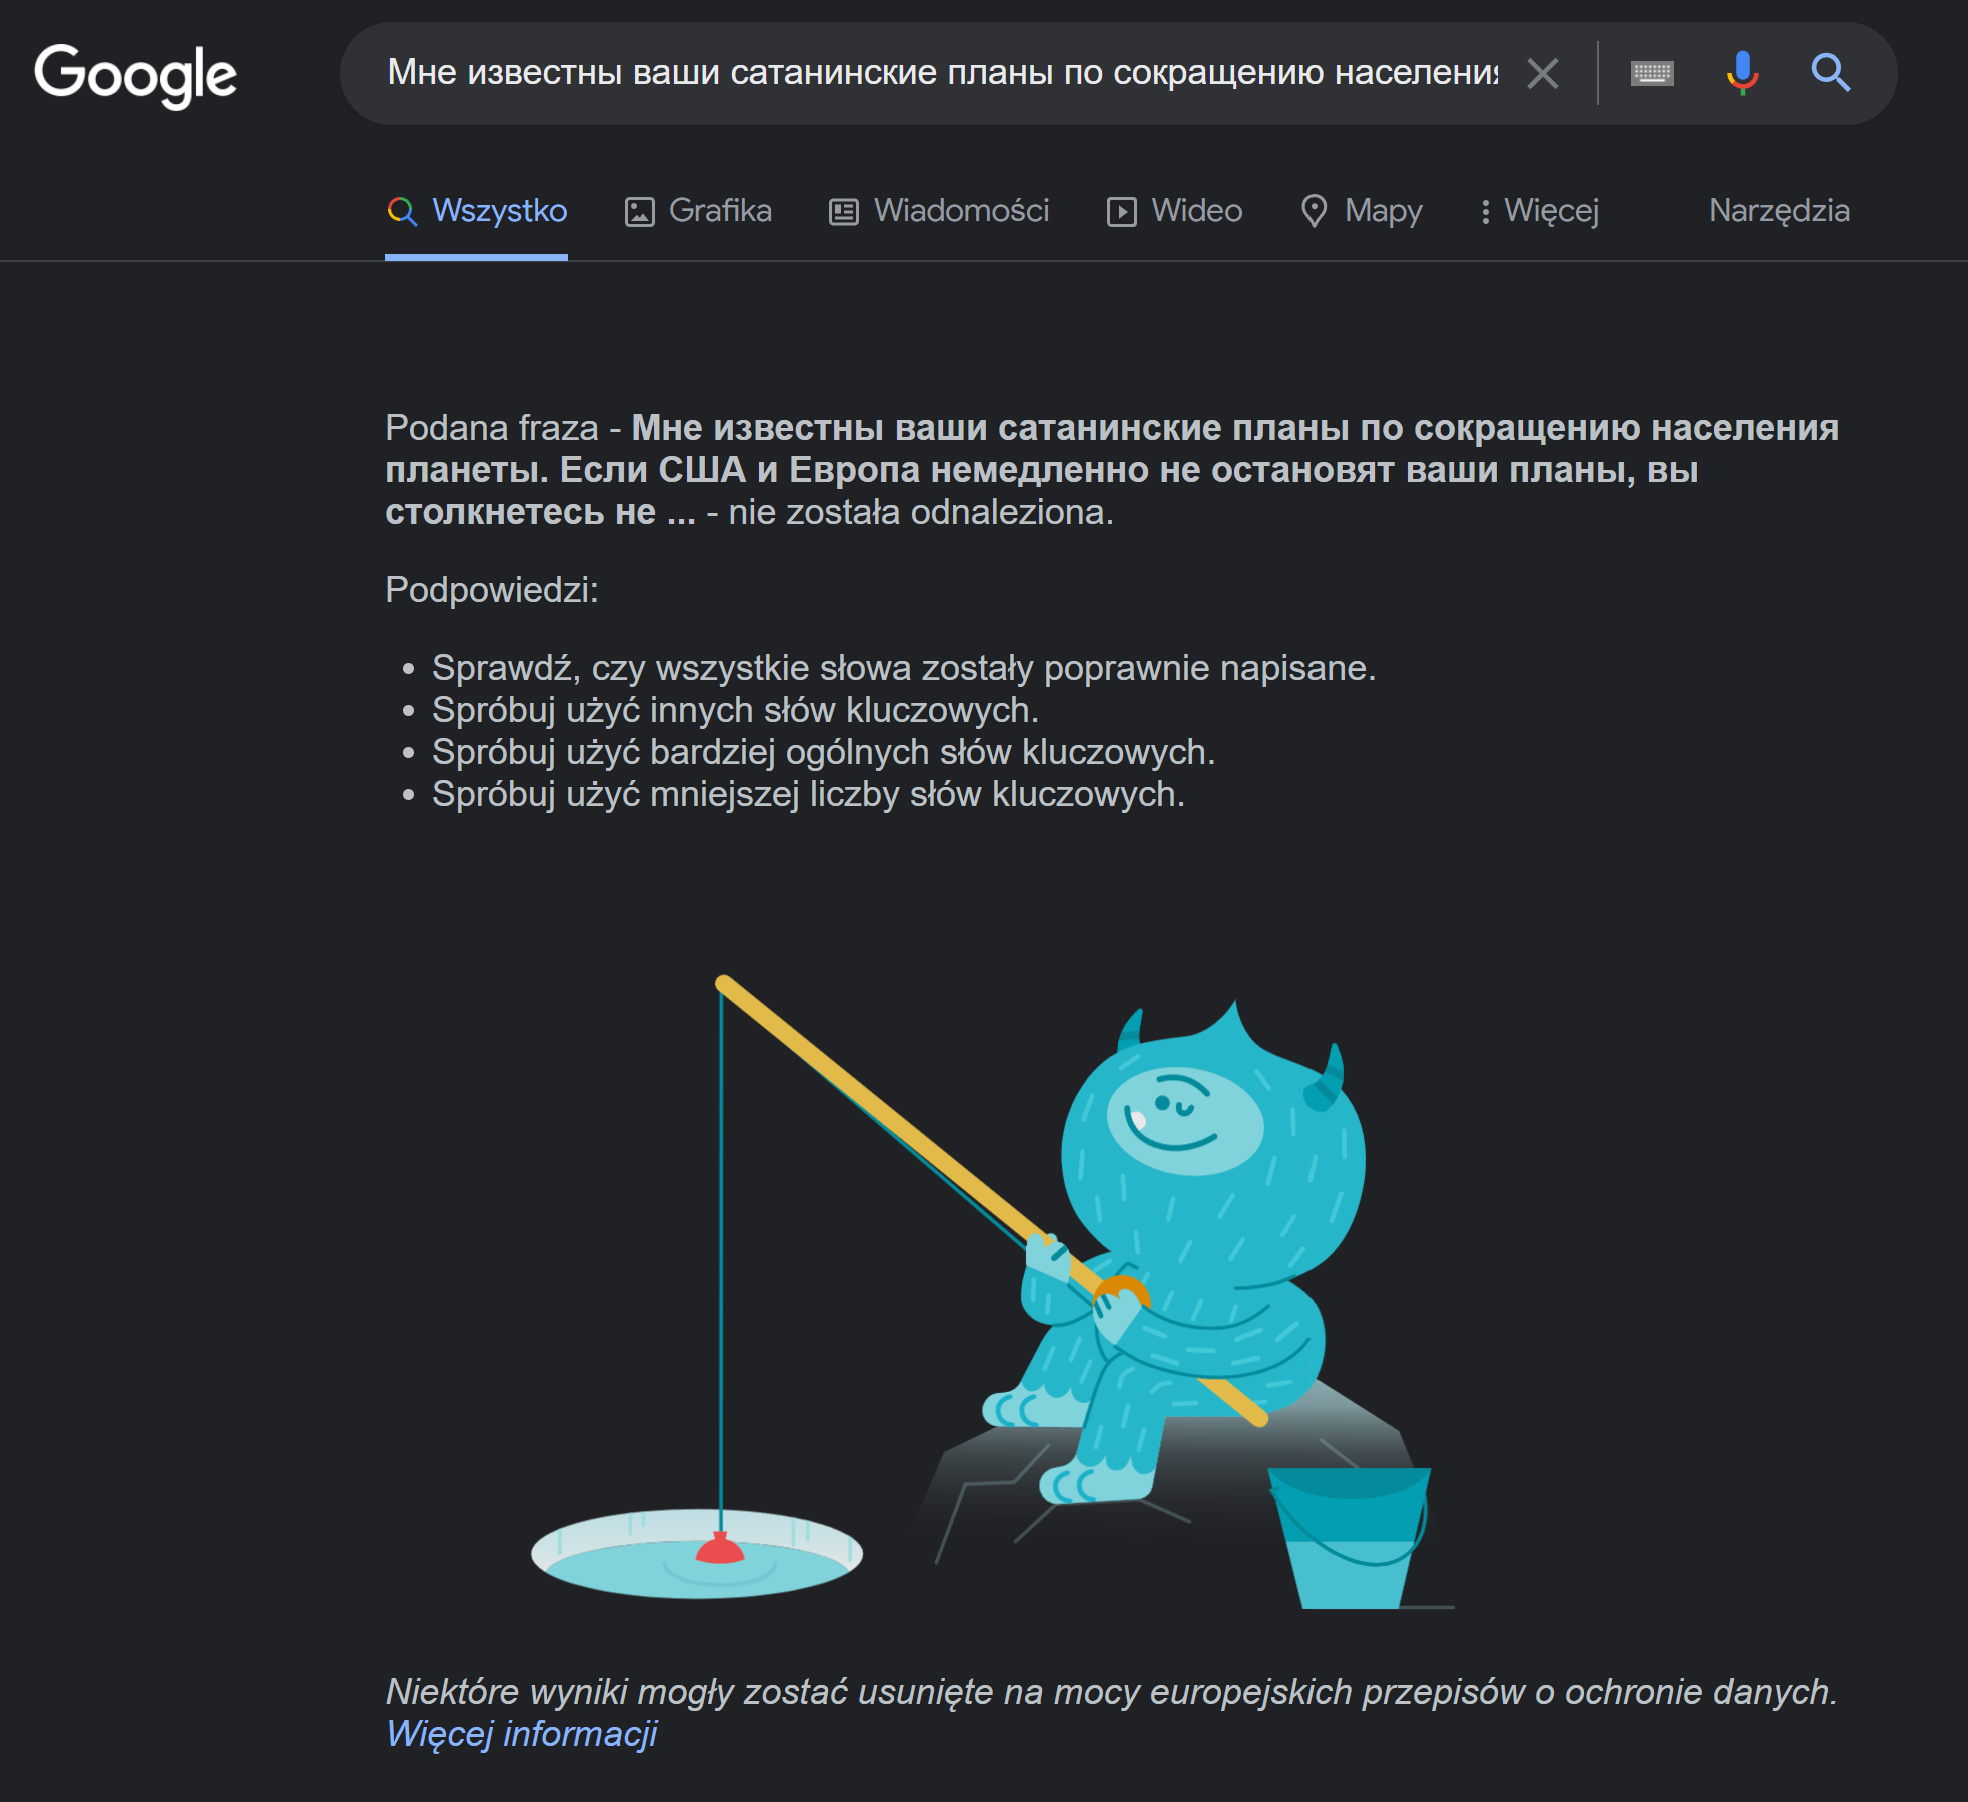 Google
Мне известны ваши сатанинские планы по сокращению населения
Wszystko
Grafika
Wiadomości
Wideo
Mapy
Więcej
Narzędzia
Podana fraza - Мне известны ваши сатанинские планы по сокращению населения
планеты. Если США и Европа немедленно не остановят ваши планы, вы
столкнетесь не ... - nie została odnaleziona.
Podpowiedzi:
Sprawdź, czy wszystkie słowa zostały poprawnie napisane.
Spróbuj użyć innych słów kluczowych.
Spróbuj użyć bardziej ogólnych słów kluczowych.
Spróbuj użyć mniejszej liczby słów kluczowych.
Niektóre wyniki mogły zostać usunięte na mocy europejskich przepisów o ochronie danych.
Więcej informacji